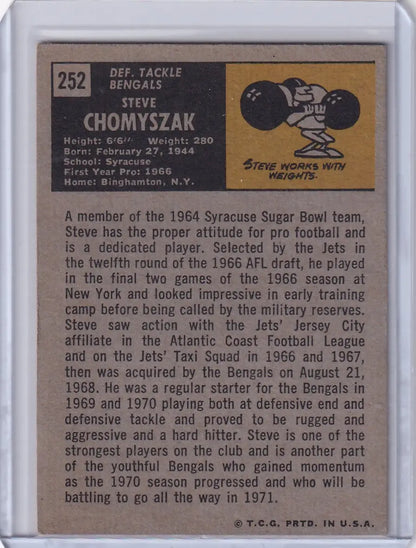 252
DEF. TACKLE
BENGALS
STEVE
CHOMYSZAK
Height: 6'6" Weight: 280
Born: February 27, 1944
School: Syracuse
First Year Pro: 1966
Home: Binghamton, N.Y.
STEVE WORKS WITH
WEIGHTS.
A member of the 1964 Syracuse Sugar Bowl team,
Steve has the proper attitude for pro football and
is a dedicated player. Selected by the Jets in
the twelfth round of the 1966 AFL draft, he played
in the final two games of the 1966 season at
New York and looked impressive in early training
camp before being called by the military reserves.
Steve saw action with the Jets' Jersey City
affiliate in the Atlantic Coast Football League
and on the Jets' Taxi Squad in 1966 and 1967,
then was acquired by the Bengals on August 21,
1968. He was a regular starter for the Bengals in
1969 and 1970 playing both at defensive end and
defensive tackle and proved to be rugged and
aggressive and a hard hitter. Steve is one of the
strongest players on the club and is another part
of the youthful Bengals who gained momentum
as the 1970 season progressed and who will be
battling to go all the way in 1971.
© T.C.G. PRTD. IN U.S.A.